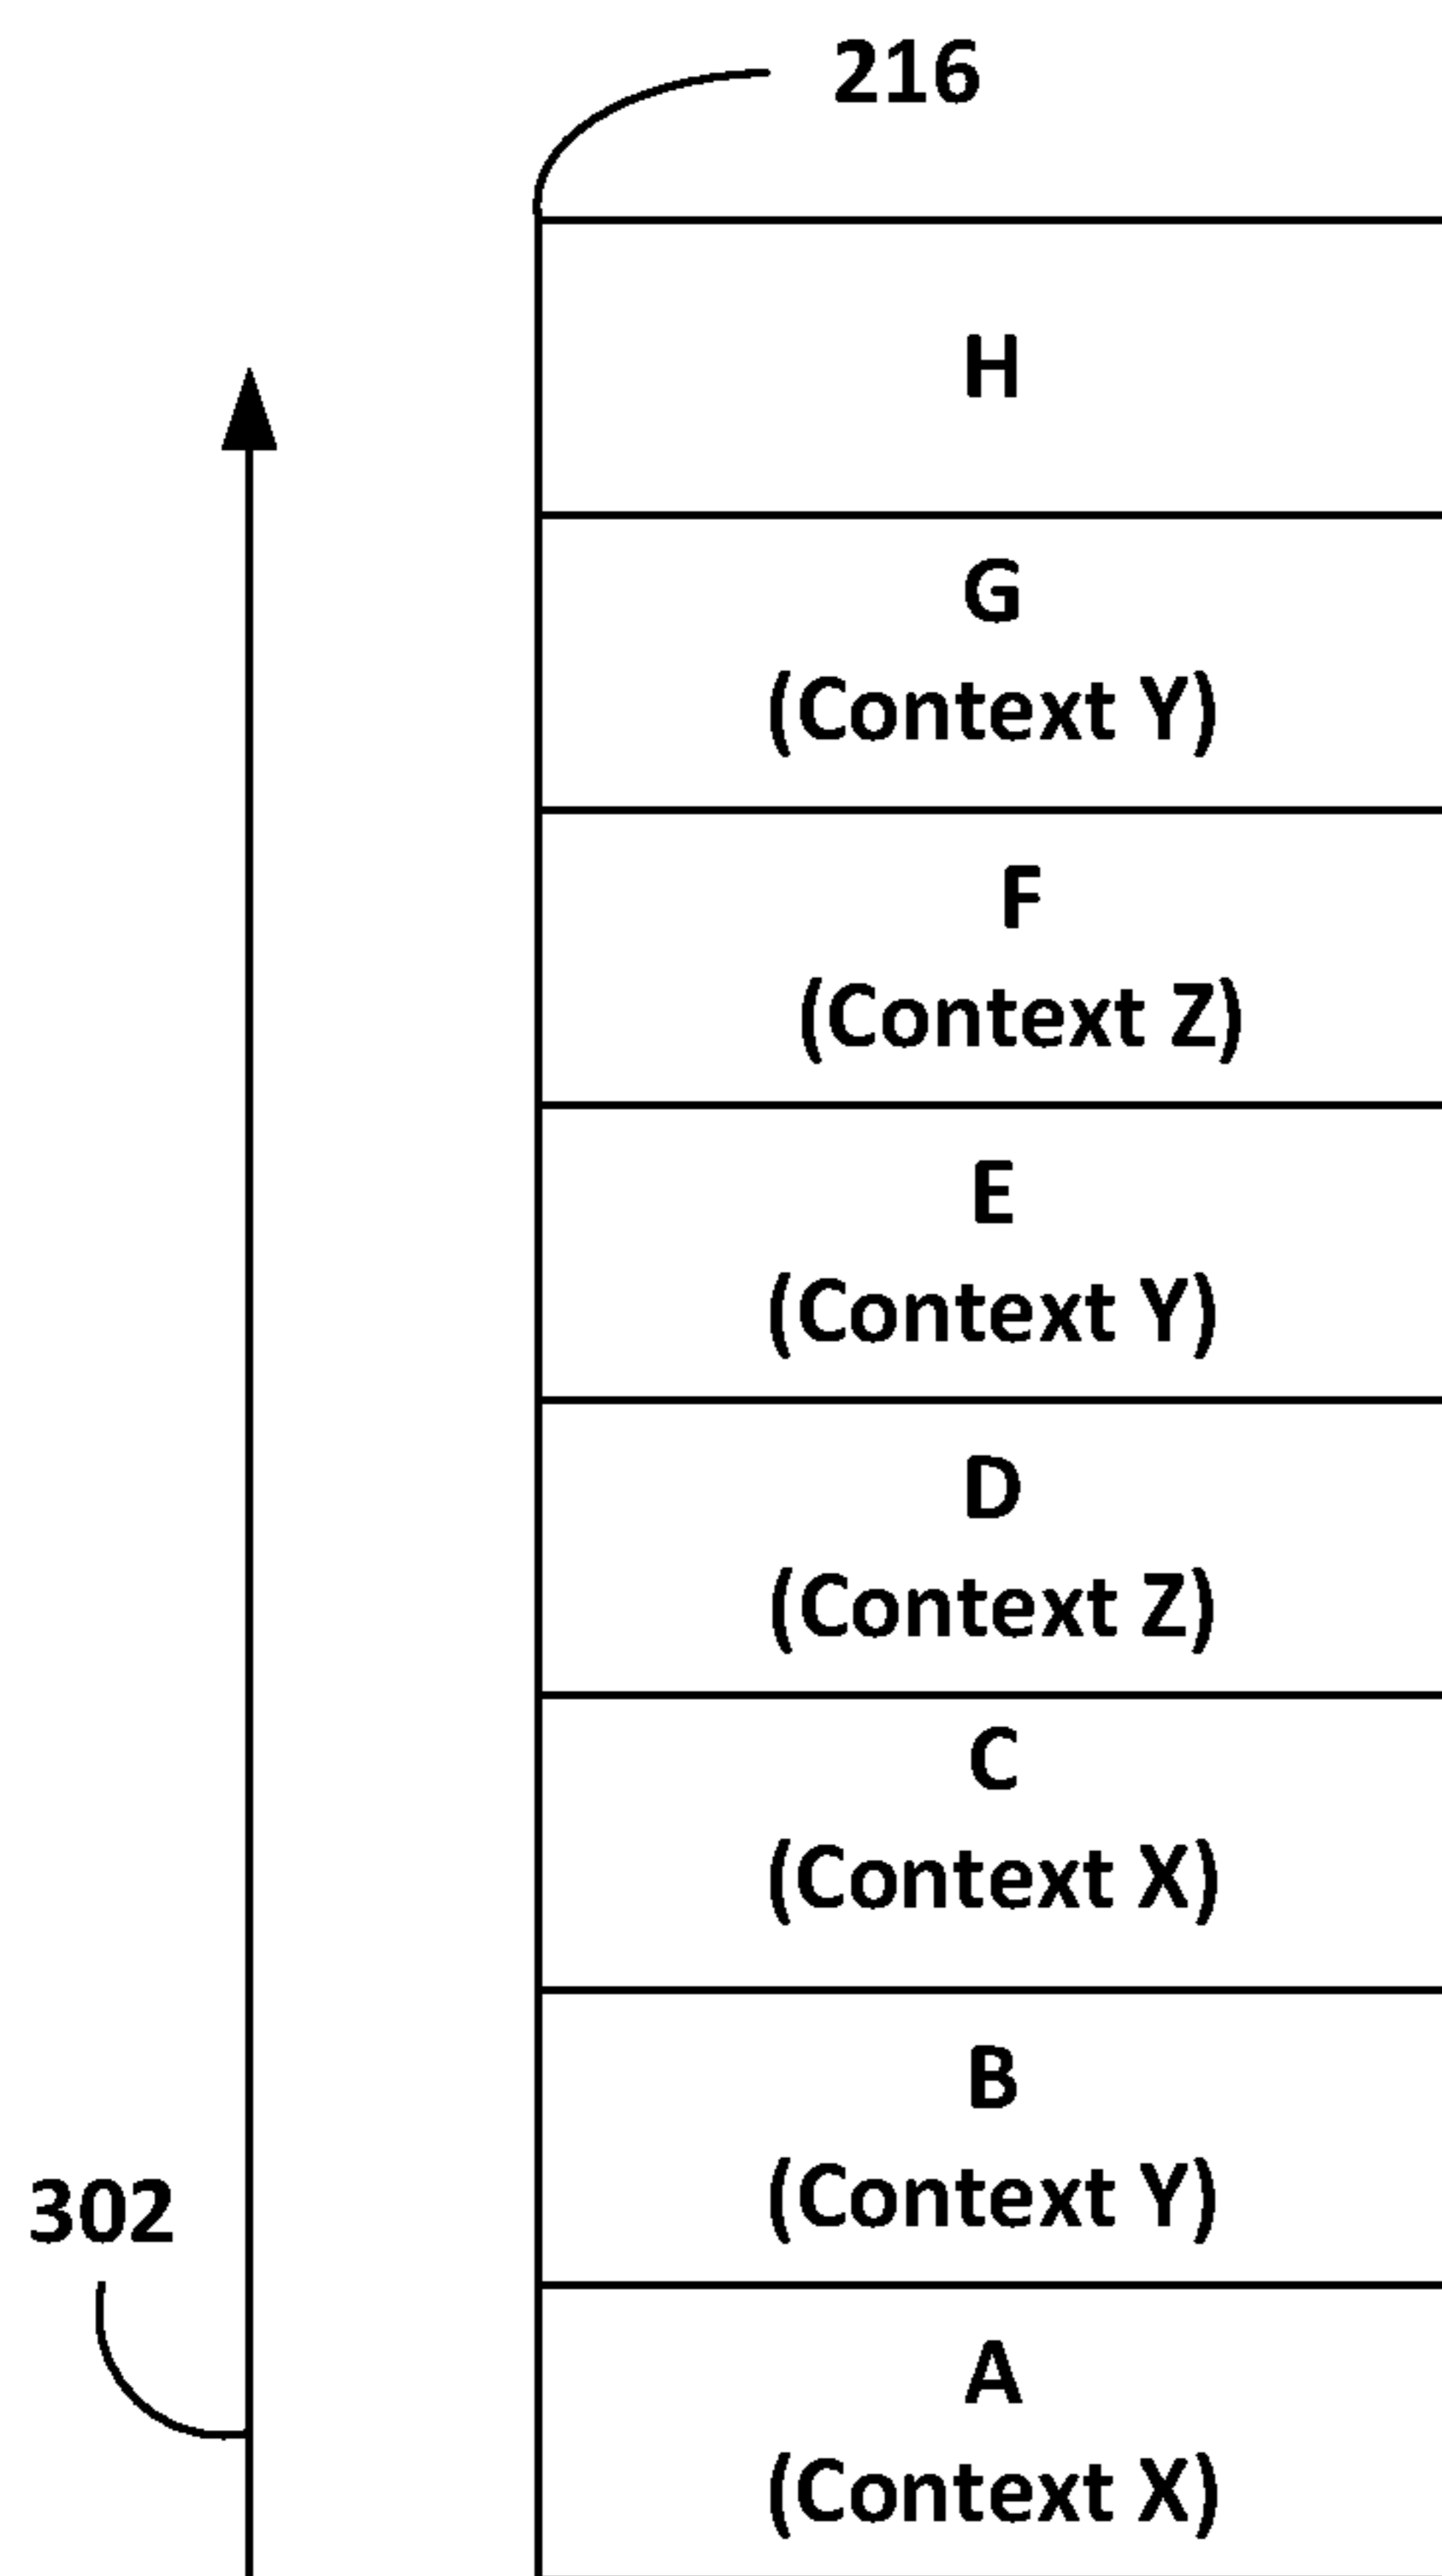 216
H
G
(Context Y)
F
(Context Z)
E
(Context Y)
D
(Context Z)
C
(Context X)
B
(Context Y)
302
A
(Context X)